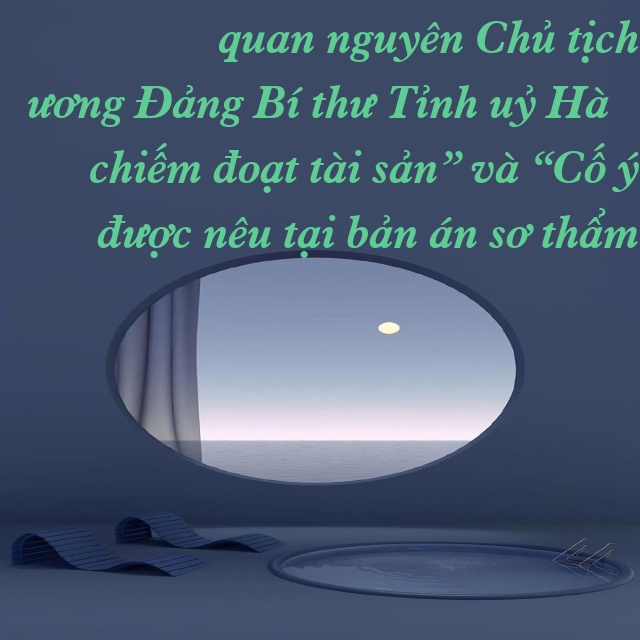 quan nguyên Chủ tịch
ương Đảng Bí thư Tỉnh uỷ Hà
chiếm đoạt tài sản” và “Cố ý
được nêu tại bản án sơ thẩm